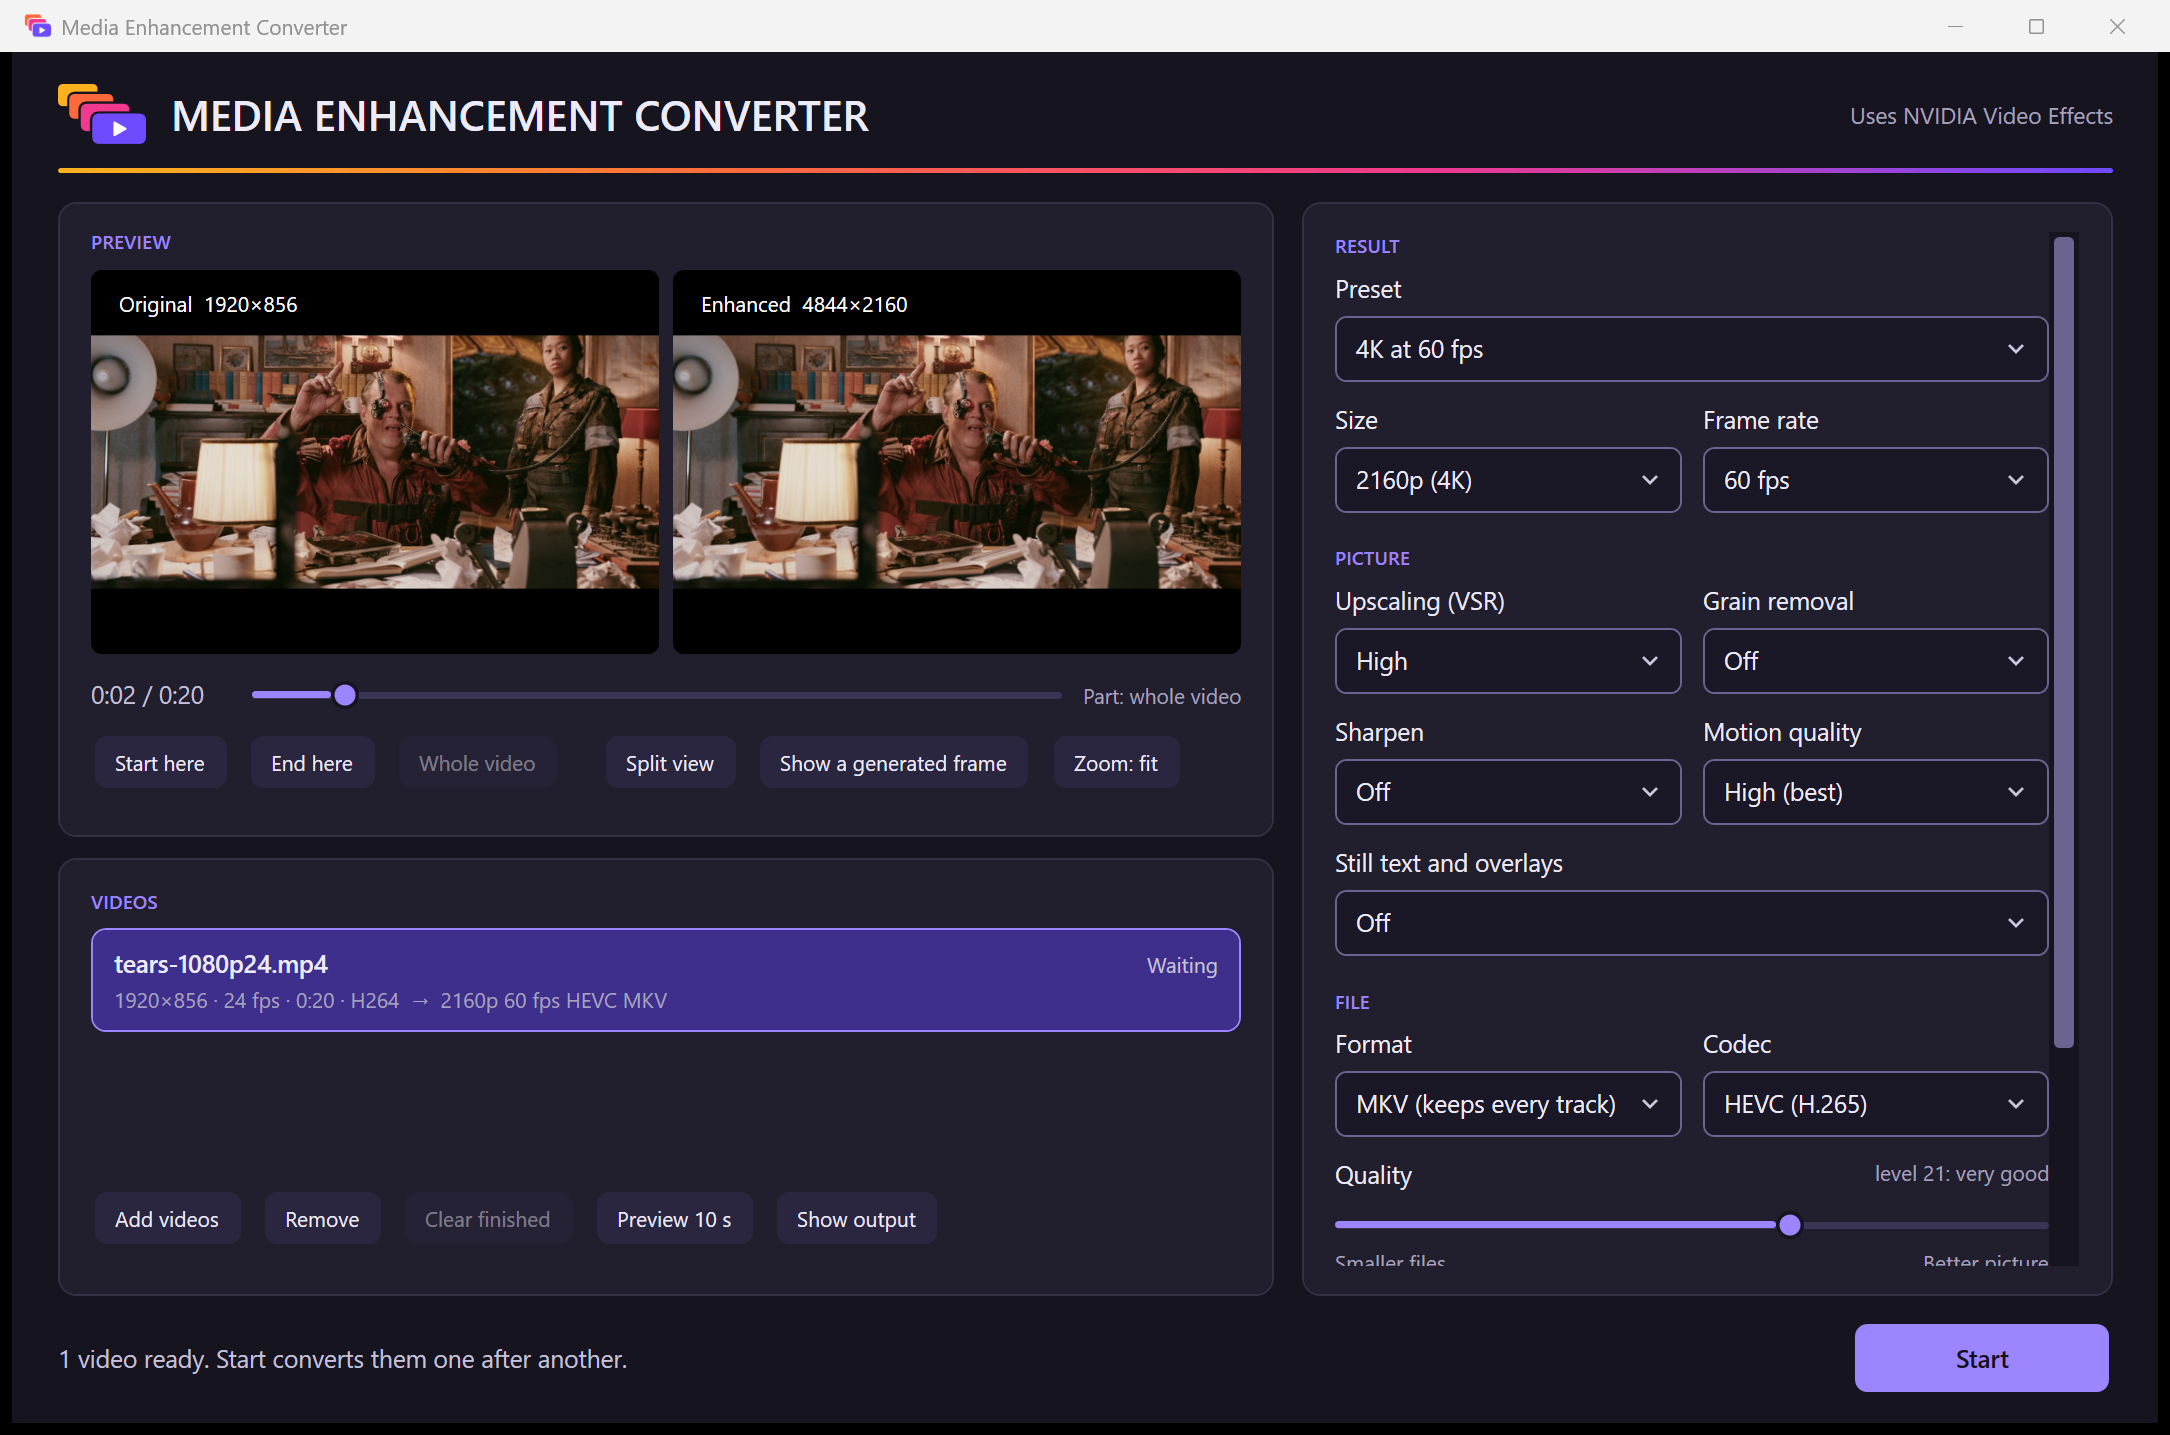 Media Enhancement Converter
MEDIA ENHANCEMENT CONVERTER
Uses NVIDIA Video Effects
PREVIEW
Original 1920×856
Enhanced 4844×2160
0:02 / 0:20
Part: whole video
Start here
End here
Whole video
Split view
Show a generated frame
Zoom: fit
VIDEOS
tears-1080p24.mp4
Waiting
1920×856 · 24 fps · 0:20 · H264 → 2160p 60 fps HEVC MKV
Add videos
Remove
Clear finished
Preview 10 s
Show output
RESULT
Preset
4K at 60 fps
Size
Frame rate
2160p (4K)
60 fps
PICTURE
Upscaling (VSR)
Grain removal
High
Off
Sharpen
Motion quality
Off
High (best)
Still text and overlays
Off
FILE
Format
Codec
MKV (keeps every track)
HEVC (H.265)
Quality
level 21: very good
Smaller files
Better picture
1 video ready. Start converts them one after another.
Start